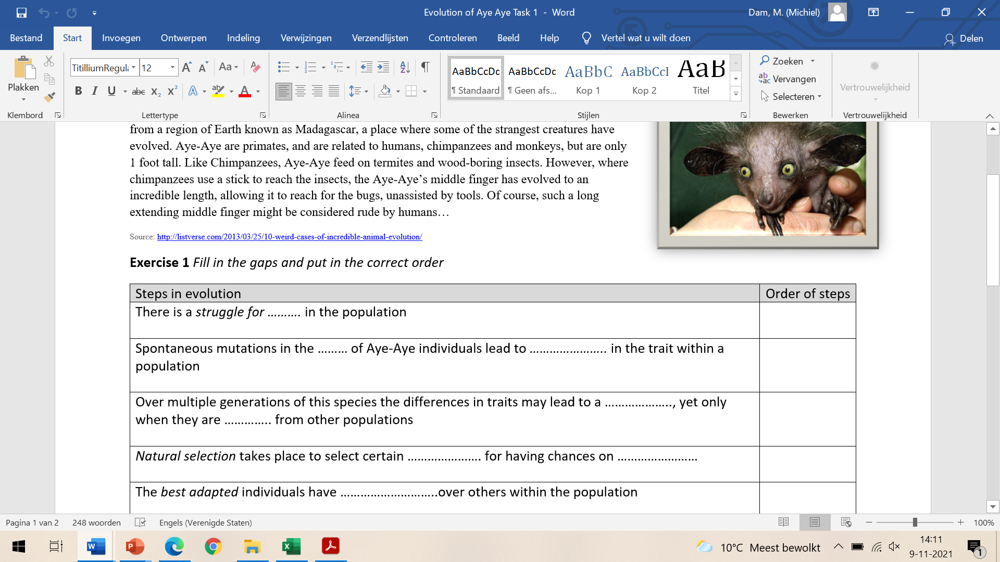 Evolution of Aye Aye Task 1 - Word
Dam, M. (Michiel)
Bestand Start Invoegen Ontwerpen Indeling Verwijzingen Verzendlijsten Controleren Beeld Help Vertel wat u wilt doen Delen
Plakken
Klembord
12
Lettertype
Alinea
AaBbCcDc AaBbCcDc AaBbC AaBbCcI AaB
¶ Standaard ¶ Geen afs... Kop 1 Kop 2 Titel
Stijlen
Zoeken
Vervangen
Selecteren
Bewerken
Vertrouwelijkheid
Vertrouwelijkheid
from a region of Earth known as Madagascar, a place where some of the strangest creatures have
evolved. Aye-Aye are primates, and are related to humans, chimpanzees and monkeys, but are only
1 foot tall. Like Chimpanzees, Aye-Aye feed on termites and wood-boring insects. However, where
chimpanzees use a stick to reach the insects, the Aye-Aye’s middle finger has evolved to an
incredible length, allowing it to reach for the bugs, unassisted by tools. Of course, such a long
extending middle finger might be considered rude by humans…
Source: http://listverse.com/2013/03/25/10-weird-cases-of-incredible-animal-evolution/
Exercise 1 Fill in the gaps and put in the correct order
Steps in evolution Order of steps
There is a struggle for ………. in the population
Spontaneous mutations in the ……… of Aye-Aye individuals lead to ………………….. in the trait within a
population
Over multiple generations of this species the differences in traits may lead to a ……………….., yet only
when they are ………….. from other populations
Natural selection takes place to select certain …………………. for having chances on ……………………
The best adapted individuals have ………………………..over others within the population
Pagina 1 van 2 248 woorden Engels (Verenigde Staten) 100%
10°C Meest bewolkt
14:11
9-11-2021
1